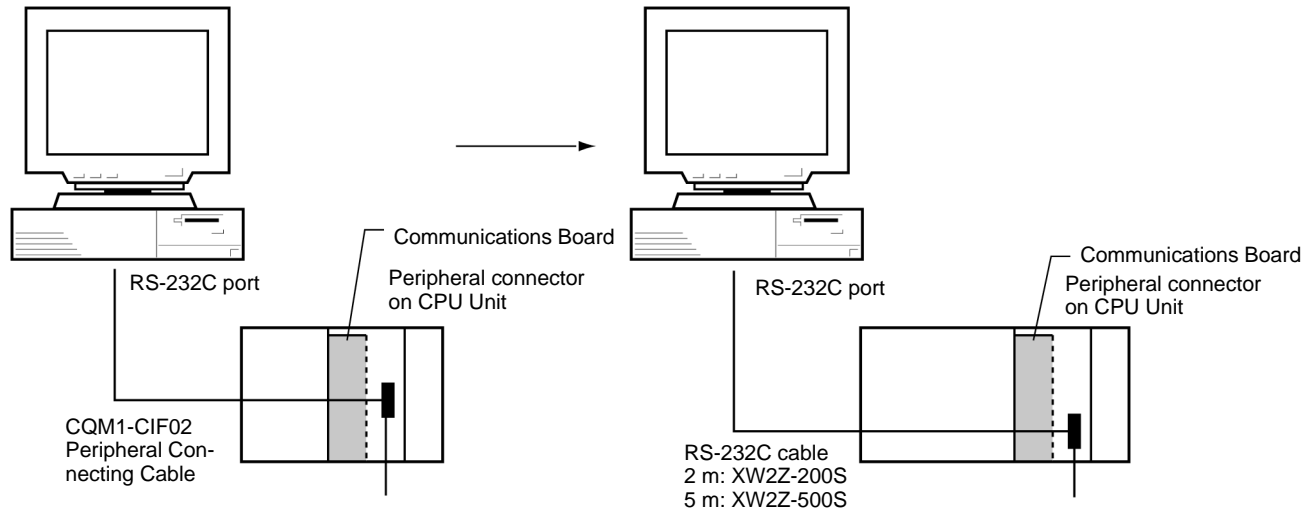 Communications Board
Peripheral connector
on CPU Unit
RS-232C port
CQM1-CIF02
Peripheral Con-
necting Cable
Communications Board
Peripheral connector
on CPU Unit
RS-232C port
RS-232C cable
2 m: XW2Z-200S
5 m: XW2Z-500S